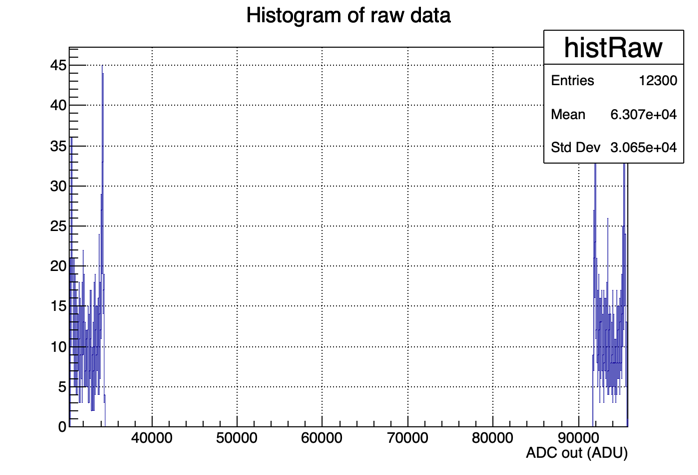 Histogram of raw data
histRaw
Entries 12300
Mean 6.307e+04
Std Dev 3.065e+04
45
40
35
30
25
20
15
10
5
0
40000 50000 60000 70000 80000 90000
ADC out (ADU)